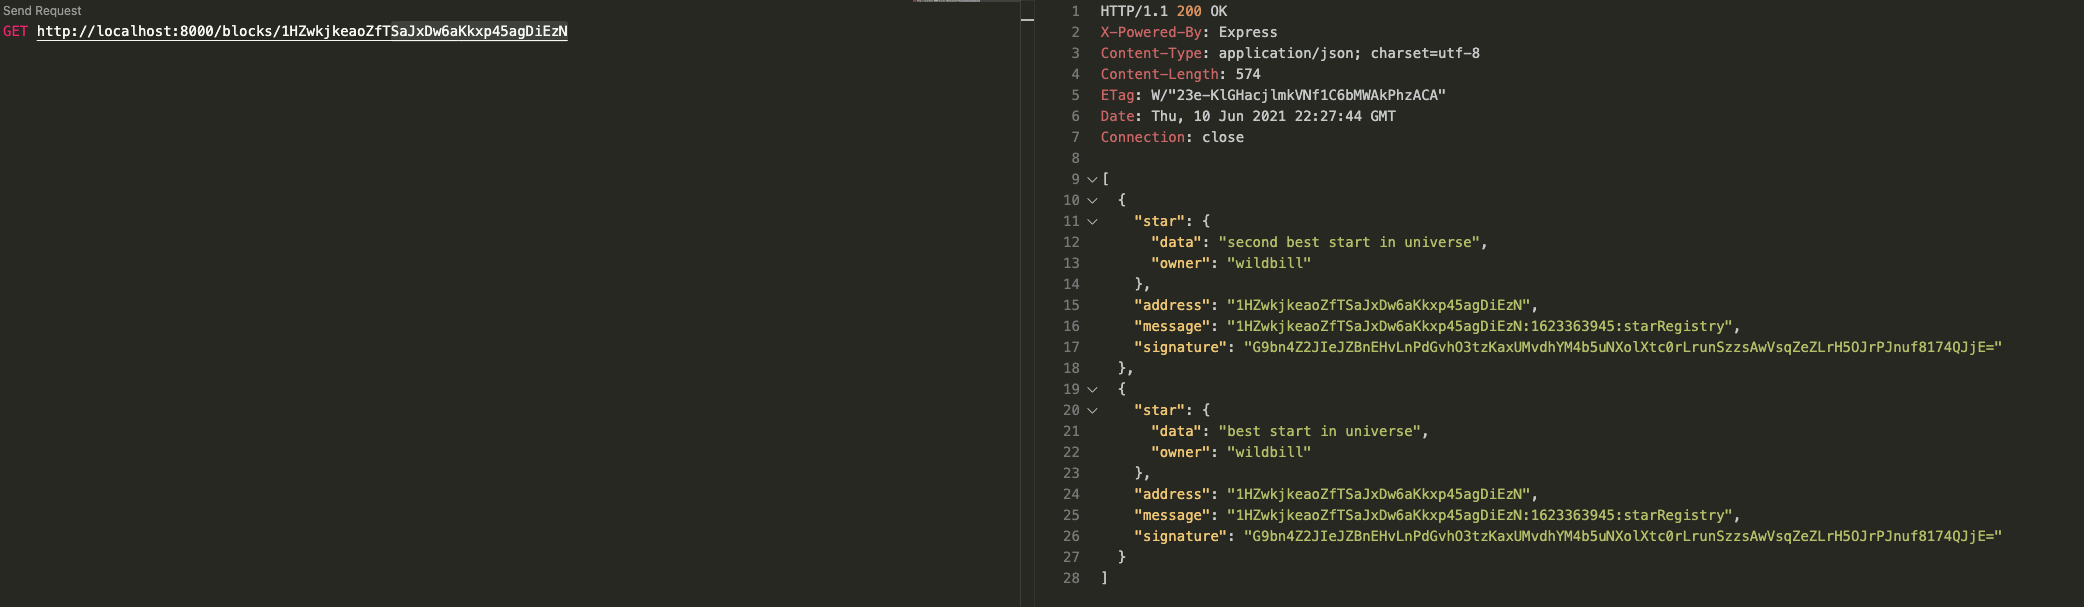 Send Request
GET http://localhost:8000/blocks/1HZwkjkeaoZfTSaJxDw6aKkxp45agDiEzN
1 HTTP/1.1 200 OK
2 X-Powered-By: Express
3 Content-Type: application/json; charset=utf-8
4 Content-Length: 574
5 ETag: W/"23e-KlGHacjlmkVNf1C6bMWAkPhzACA"
6 Date: Thu, 10 Jun 2021 22:27:44 GMT
7 Connection: close
8
9 [
10 {
11 "star": {
12 "data": "second best start in universe",
13 "owner": "wildbill"
14 },
15 "address": "1HZwkjkeaoZfTSaJxDw6aKkxp45agDiEzN",
16 "message": "1HZwkjkeaoZfTSaJxDw6aKkxp45agDiEzN:1623363945:starRegistry",
17 "signature": "G9bn4Z2JIeJZBnEHvLnPdGvhO3tzKaxUMvdhYM4b5uNXolXtc0rLrunSzzsAwVsqZeZLrH5OJrPJnuf8174QJjE="
18 },
19 {
20 "star": {
21 "data": "best start in universe",
22 "owner": "wildbill"
23 },
24 "address": "1HZwkjkeaoZfTSaJxDw6aKkxp45agDiEzN",
25 "message": "1HZwkjkeaoZfTSaJxDw6aKkxp45agDiEzN:1623363945:starRegistry",
26 "signature": "G9bn4Z2JIeJZBnEHvLnPdGvhO3tzKaxUMvdhYM4b5uNXolXtc0rLrunSzzsAwVsqZeZLrH5OJrPJnuf8174QJjE="
27 }
28 ]